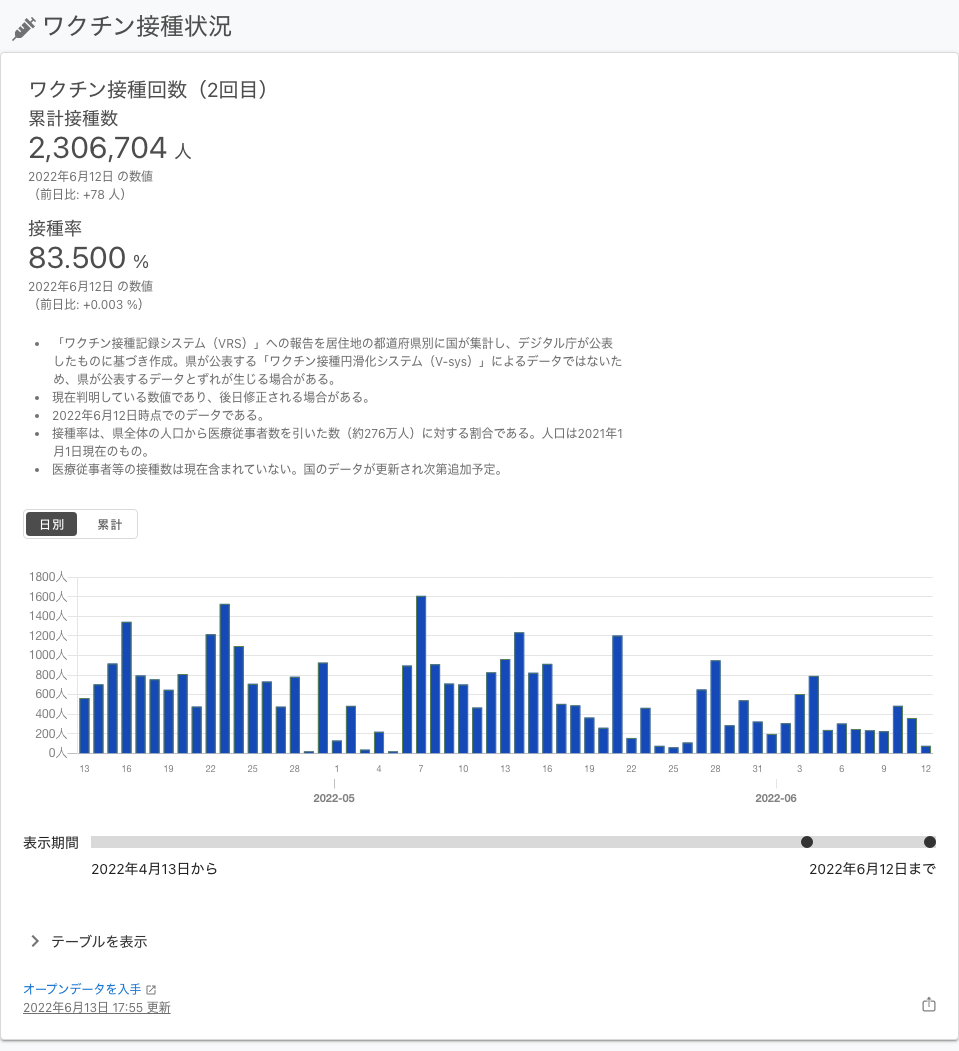 ワクチン接種状況
ワクチン接種回数（2回目）
累計接種数
2,306,704 人
2022年6月12日 の数値
（前日比: +78 人）
接種率
83.500 %
2022年6月12日 の数値
（前日比: +0.003 %）
• 「ワクチン接種記録システム（VRS）」への報告を居住地の都道府県別に国が集計し、デジタル庁が公表
したものに基づき作成。県が公表する「ワクチン接種円滑化システム（V-sys）」によるデータではないた
め、県が公表するデータとずれが生じる場合がある。
• 現在判明している数値であり、後日修正される場合がある。
• 2022年6月12日時点でのデータである。
• 接種率は、県全体の人口から医療従事者数を引いた数（約276万人）に対する割合である。人口は2021年1
月1日現在のもの。
• 医療従事者等の接種数は現在含まれていない。国のデータが更新され次第追加予定。
日別 累計
1800人
1600人
1400人
1200人
1000人
800人
600人
400人
200人
0人
13 16 19 22 25 28 1 4 7 10 13 16 19 22 25 28 31 3 6 9 12
2022-05 2022-06
表示期間
2022年4月13日から 2022年6月12日まで
テーブルを表示
オープンデータを入手
2022年6月13日 17:55 更新